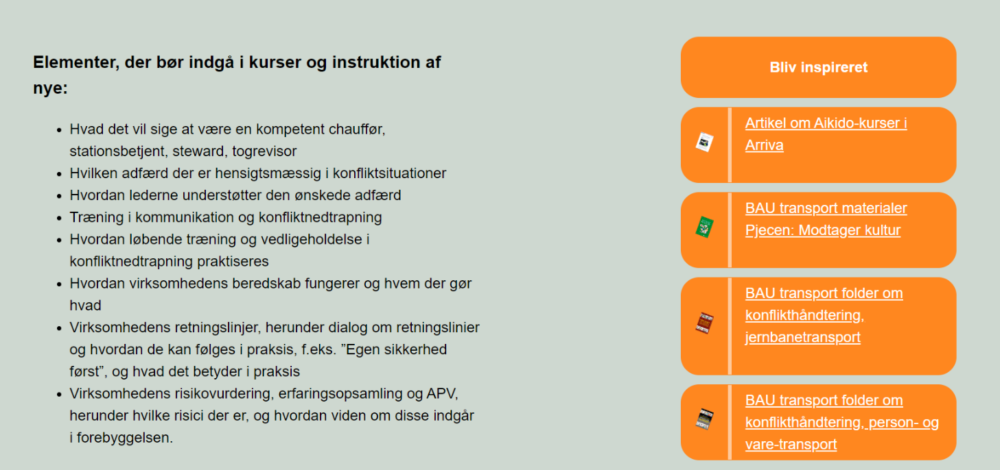 Elementer, der bør indgå i kurser og instruktion af
nye:
• Hvad det vil sige at være en kompetent chauffør,
stationsbetjent, steward, togrevisor
• Hvilken adfærd der er hensigtsmæssig i konfliktsituationer
• Hvordan lederne understøtter den ønskede adfærd
• Træning i kommunikation og konfliktnedtrapning
• Hvordan løbende træning og vedligeholdelse i
konfliktnedtrapning praktiseres
• Hvordan virksomhedens beredskab fungerer og hvem der gør
hvad
• Virksomhedens retningslinjer, herunder dialog om retningslinier
og hvordan de kan følges i praksis, f.eks. ”Egen sikkerhed
først”, og hvad det betyder i praksis
• Virksomhedens risikovurdering, erfaringsopsamling og APV,
herunder hvilke risici der er, og hvordan viden om disse indgår
i forebyggelsen.
Bliv inspireret
Artikel om Aikido-kurser i
Arriva
BAU transport materialer
Pjecen: Modtager kultur
BAU transport folder om
konflikthåndtering,
jernbanetransport
BAU transport folder om
konflikthåndtering, person- og
vare-transport